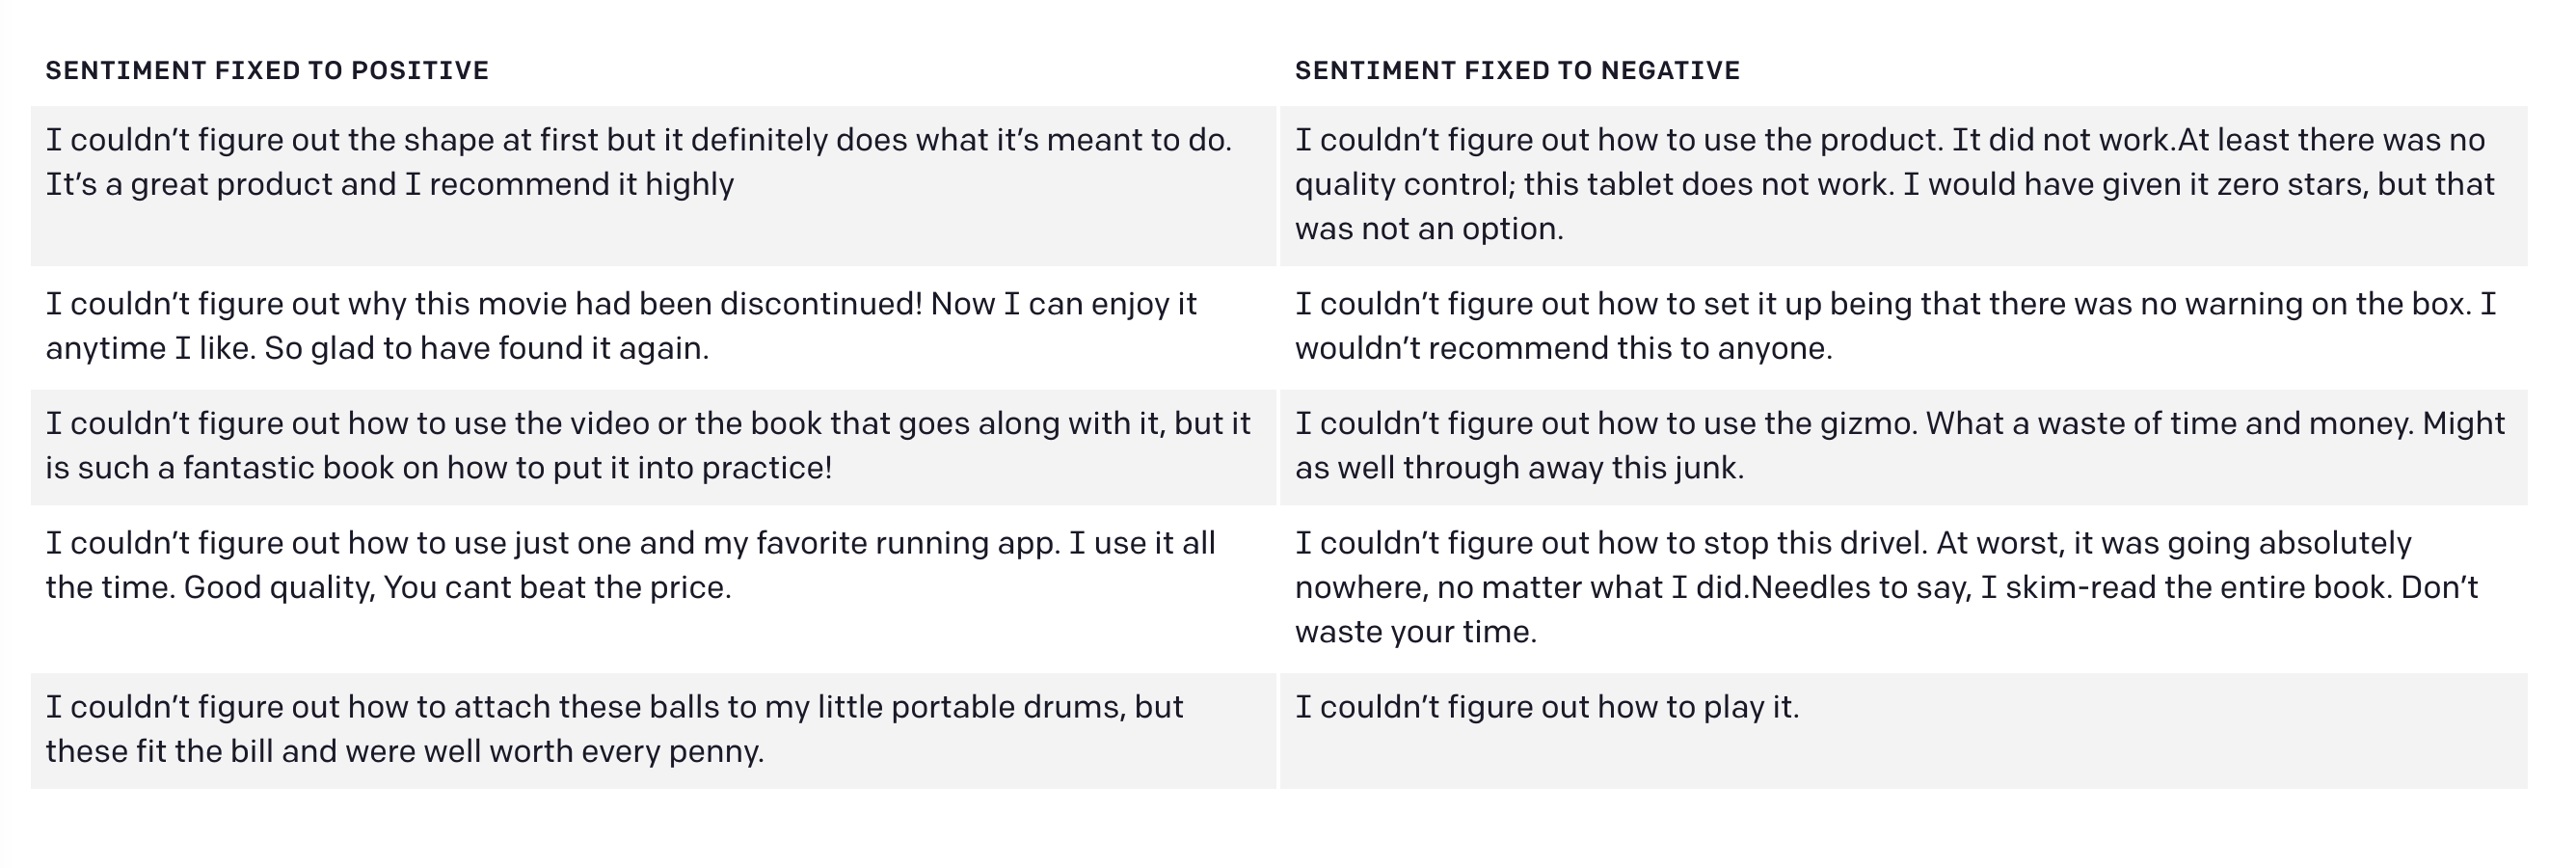 SENTIMENT FIXED TO POSITIVE
SENTIMENT FIXED TO NEGATIVE
I couldn’t figure out the shape at first but it definitely does what it’s meant to do.
It’s a great product and I recommend it highly
I couldn’t figure out how to use the product. It did not work.At least there was no
quality control; this tablet does not work. I would have given it zero stars, but that
was not an option.
I couldn’t figure out why this movie had been discontinued! Now I can enjoy it
anytime I like. So glad to have found it again.
I couldn’t figure out how to set it up being that there was no warning on the box. I
wouldn’t recommend this to anyone.
I couldn’t figure out how to use the video or the book that goes along with it, but it
is such a fantastic book on how to put it into practice!
I couldn’t figure out how to use the gizmo. What a waste of time and money. Might
as well through away this junk.
I couldn’t figure out how to use just one and my favorite running app. I use it all
the time. Good quality, You cant beat the price.
I couldn’t figure out how to stop this drivel. At worst, it was going absolutely
nowhere, no matter what I did.Needles to say, I skim-read the entire book. Don’t
waste your time.
I couldn’t figure out how to attach these balls to my little portable drums, but
these fit the bill and were well worth every penny.
I couldn’t figure out how to play it.